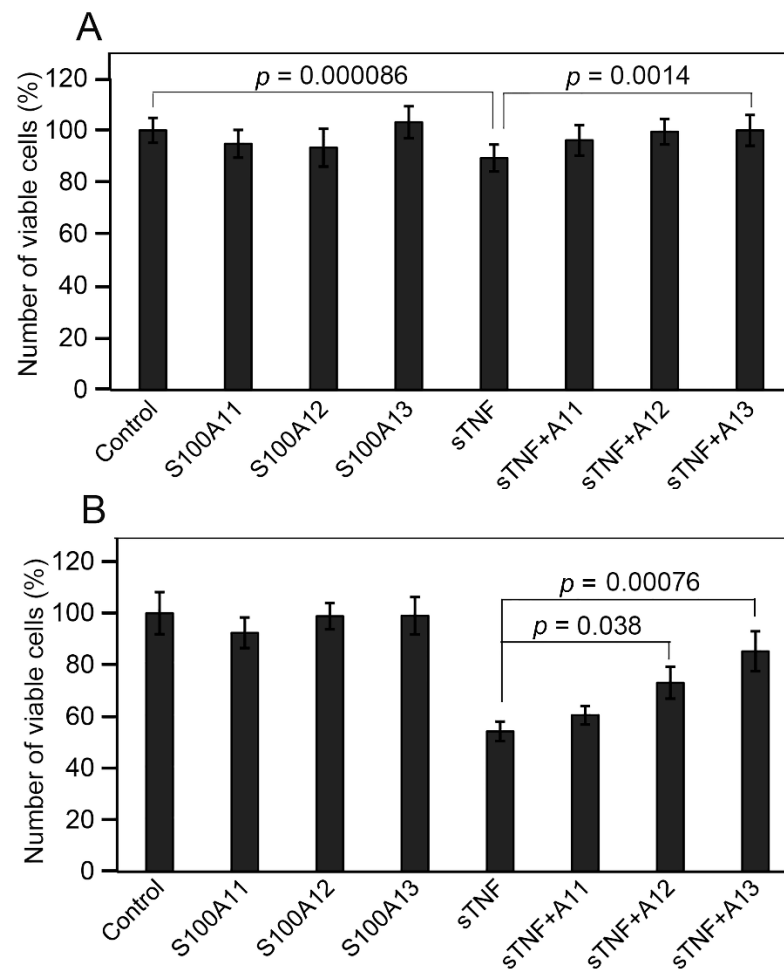 A
Number of viable cells (%)
120
100
80
60
40
20
0
p = 0.000086
p = 0.0014
Control
S100A11
S100A12
S100A13
sTNF
sTNF+A11
sTNF+A12
sTNF+A13
B
Number of viable cells (%)
120
100
80
60
40
20
0
p = 0.00076
p = 0.038
Control
S100A11
S100A12
S100A13
sTNF
sTNF+A11
sTNF+A12
sTNF+A13